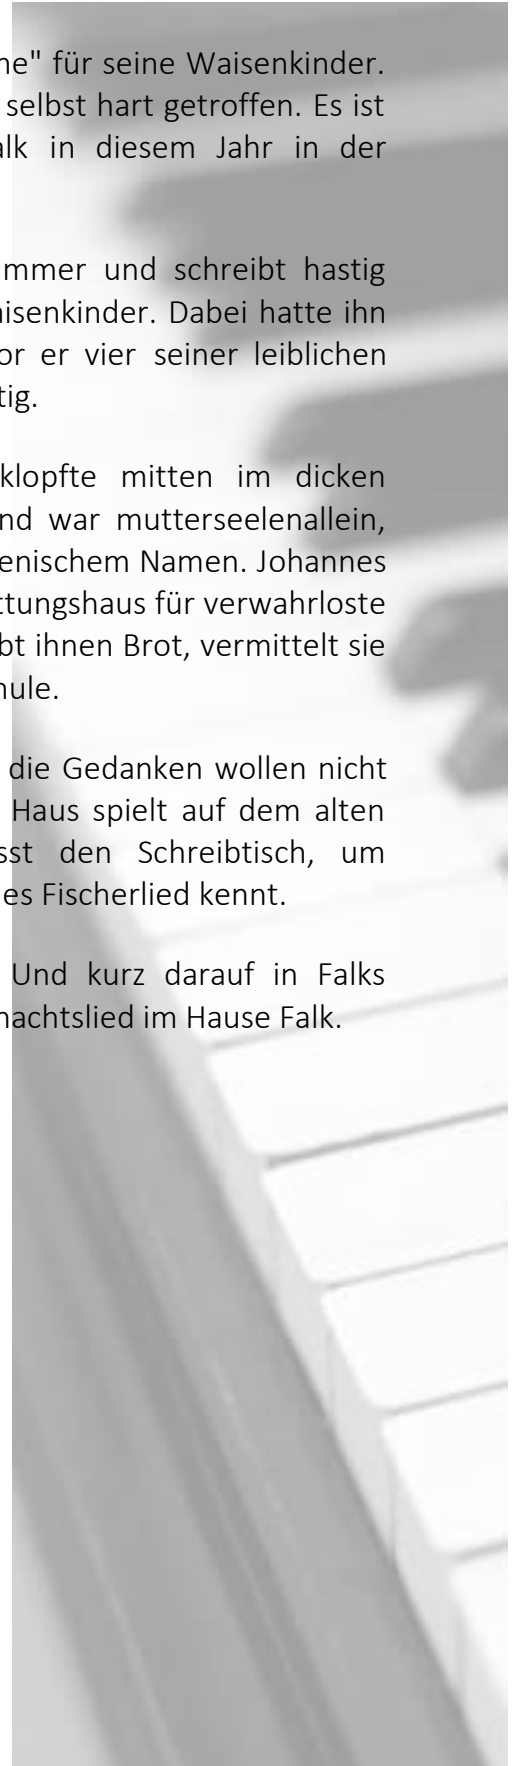 ne" für seine Waisenkinder.
selbst hart getroffen. Es ist
alk in diesem Jahr in der
immer und schreibt hastig
aisenkinder. Dabei hatte ihn
or er vier seiner leiblichen
tig.
klopfte mitten im dicken
nd war mutterseelenallein,
enischem Namen. Johannes
ttungshaus für verwahrloste
bt ihnen Brot, vermittelt sie
hule.
die Gedanken wollen nicht
Haus spielt auf dem alten
sst den Schreibtisch, um
es Fischerlied kennt.
Und kurz darauf in Falks
nachtslied im Hause Falk.